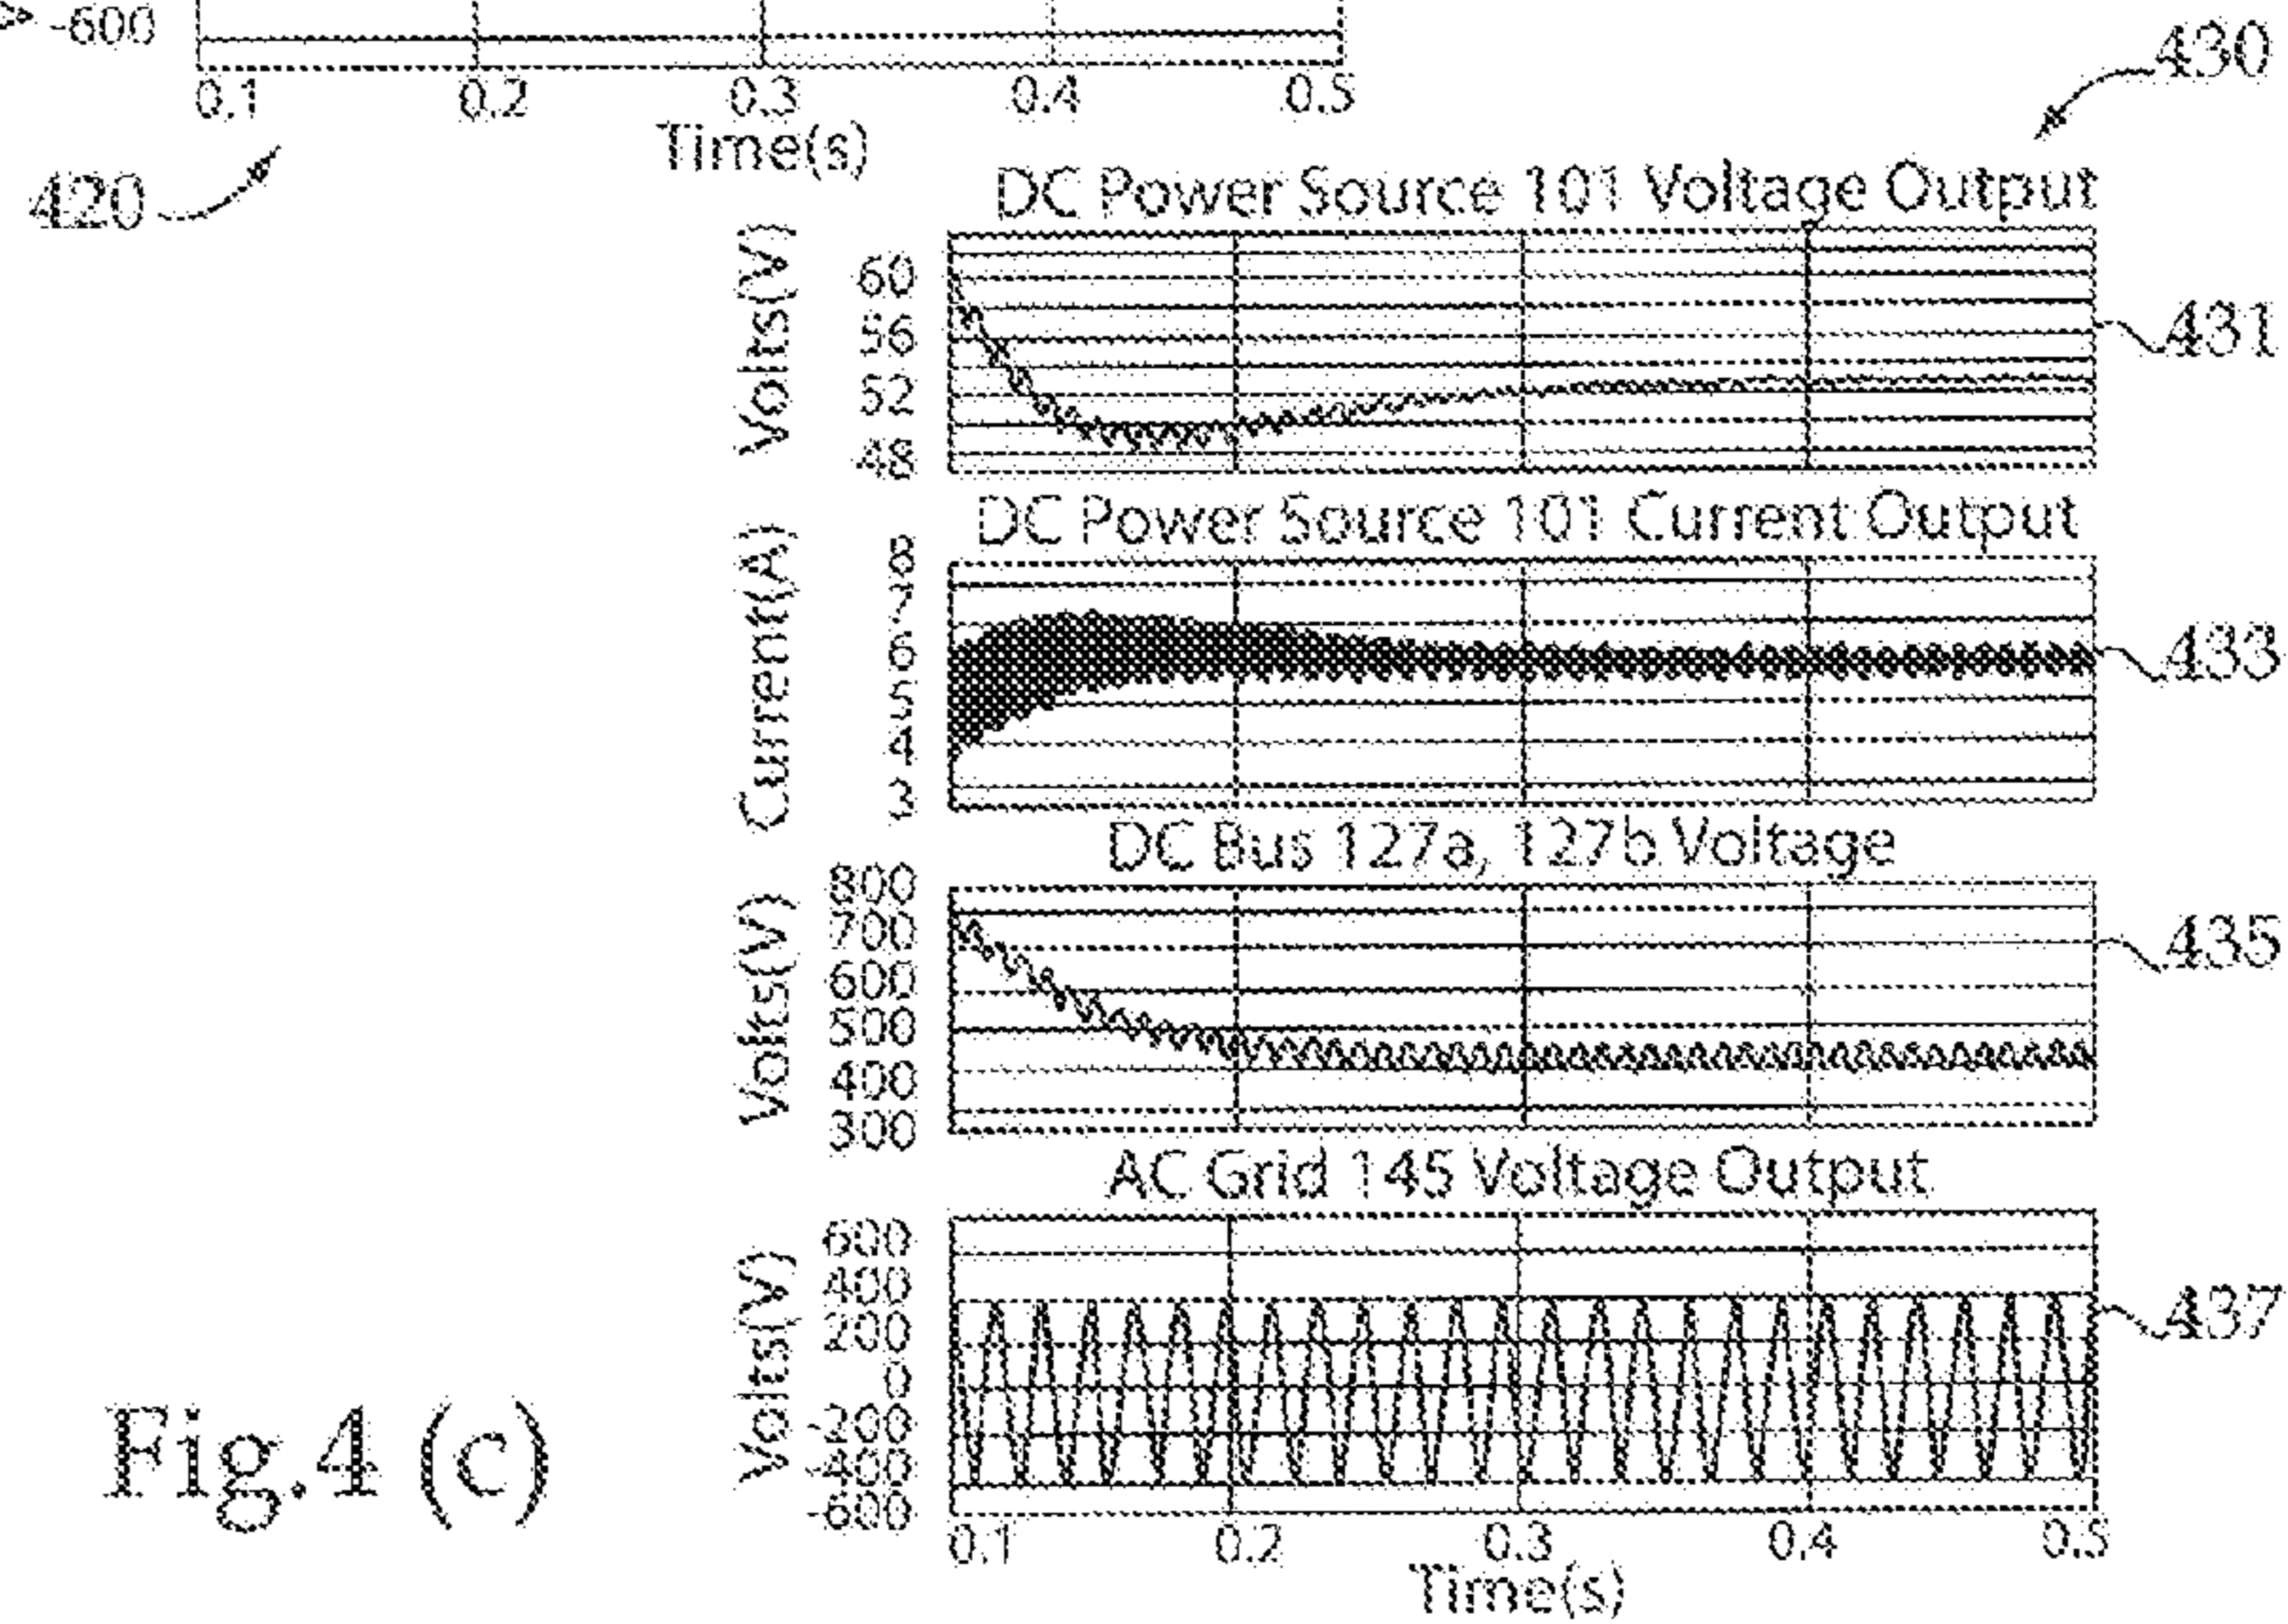 -600
0.1 0.2 0.3 0.4 0.5
Time(s)
420
430
DC Power Source 101 Voltage Output
Volts(V)
60
56
52
48
431
DC Power Source 101 Current Output
Current(A)
8
7
6
5
4
3
433
DC Bus 127a, 127b Voltage
Volts(V)
800
700
600
500
400
300
435
AC Grid 145 Voltage Output
Volts(V)
600
400
200
0
-200
-400
-600
437
0.1 0.2 0.3 0.4 0.5
Time(s)
Fig.4 (c)